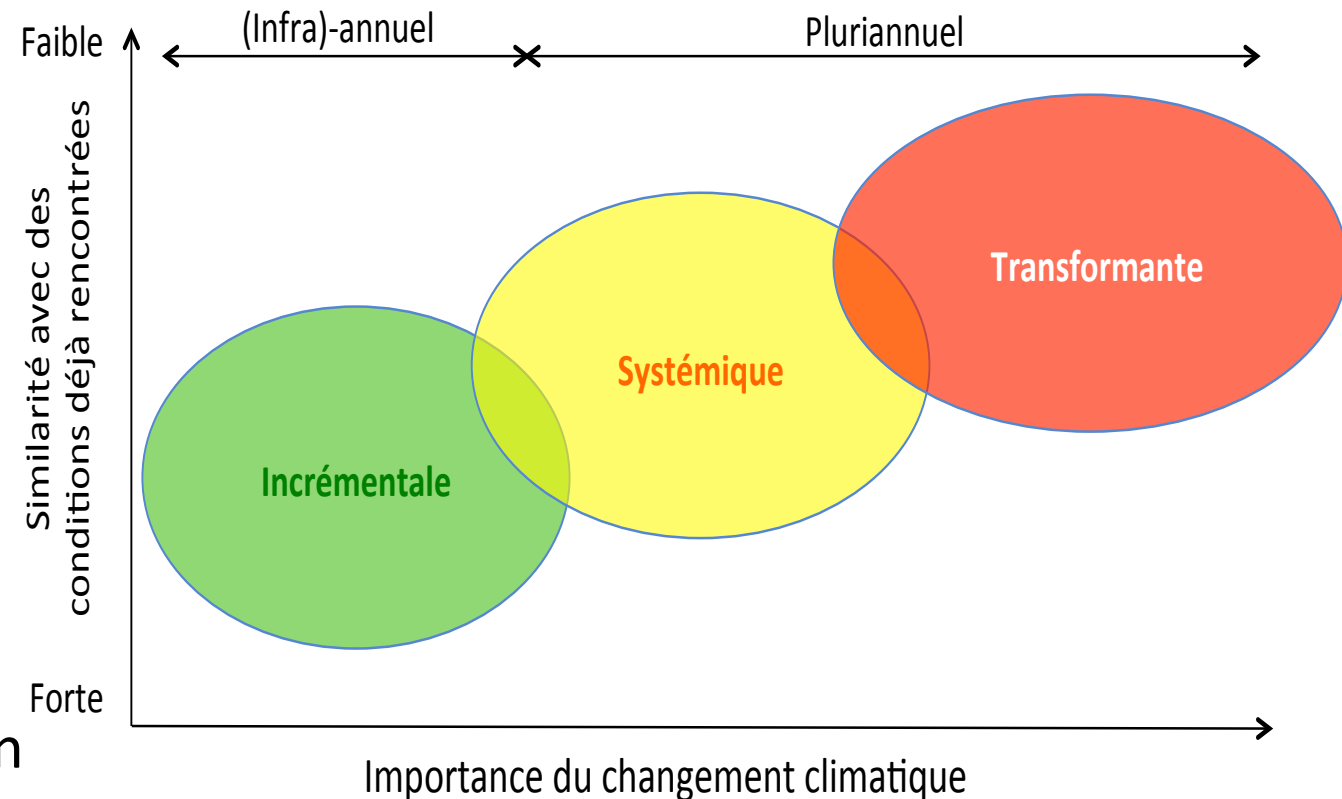 Faible
(Infra)-annuel
Pluriannuel
Similarité avec des
conditions déjà rencontrées
Transformante
Systémique
Incrémentale
Forte
Importance du changement climatique